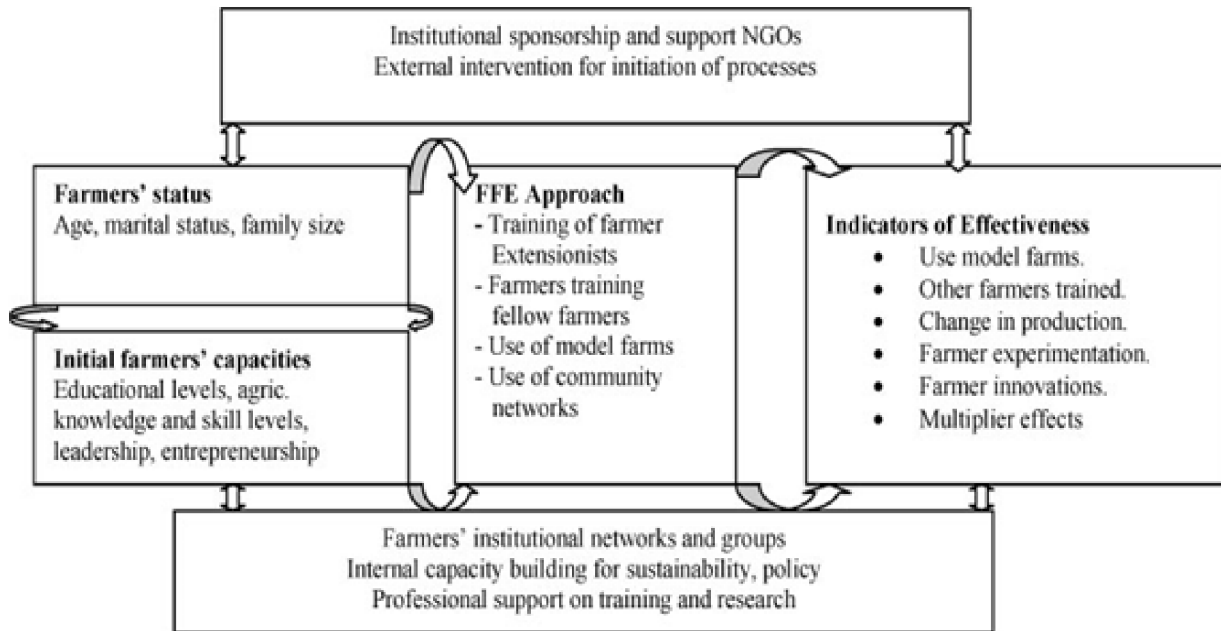 Institutional sponsorship and support NGOs
External intervention for initiation of processes
Farmers’ status
Age, marital status, family size
Initial farmers’ capacities
Educational levels, agric.
knowledge and skill levels,
leadership, entrepreneurship
FFE Approach
- Training of farmer
Extensionists
- Farmers training
fellow farmers
- Use of model farms
- Use of community
networks
Indicators of Effectiveness
• Use model farms.
• Other farmers trained.
• Change in production.
• Farmer experimentation.
• Farmer innovations.
• Multiplier effects
Farmers’ institutional networks and groups
Internal capacity building for sustainability, policy
Professional support on training and research